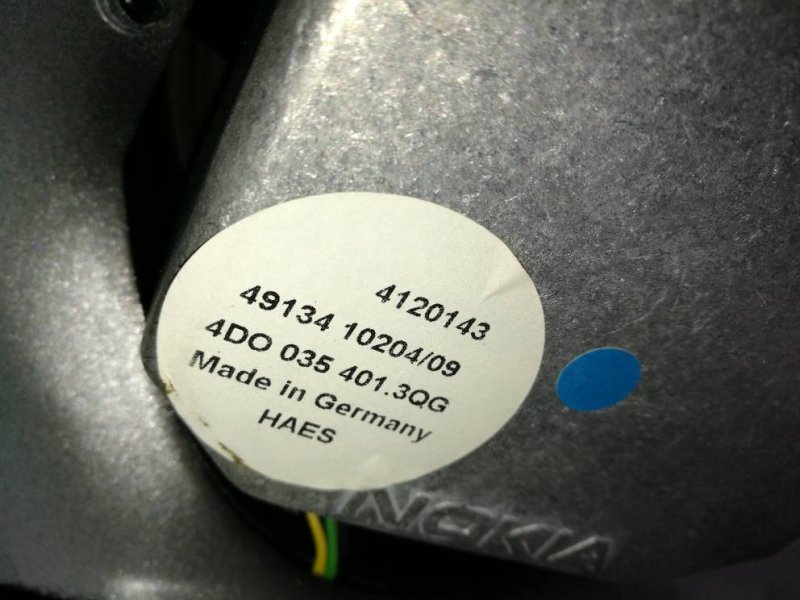 4120143
49134 10204/09
4DO 035 401.3QG
Made in Germany
HAES
NOKIA